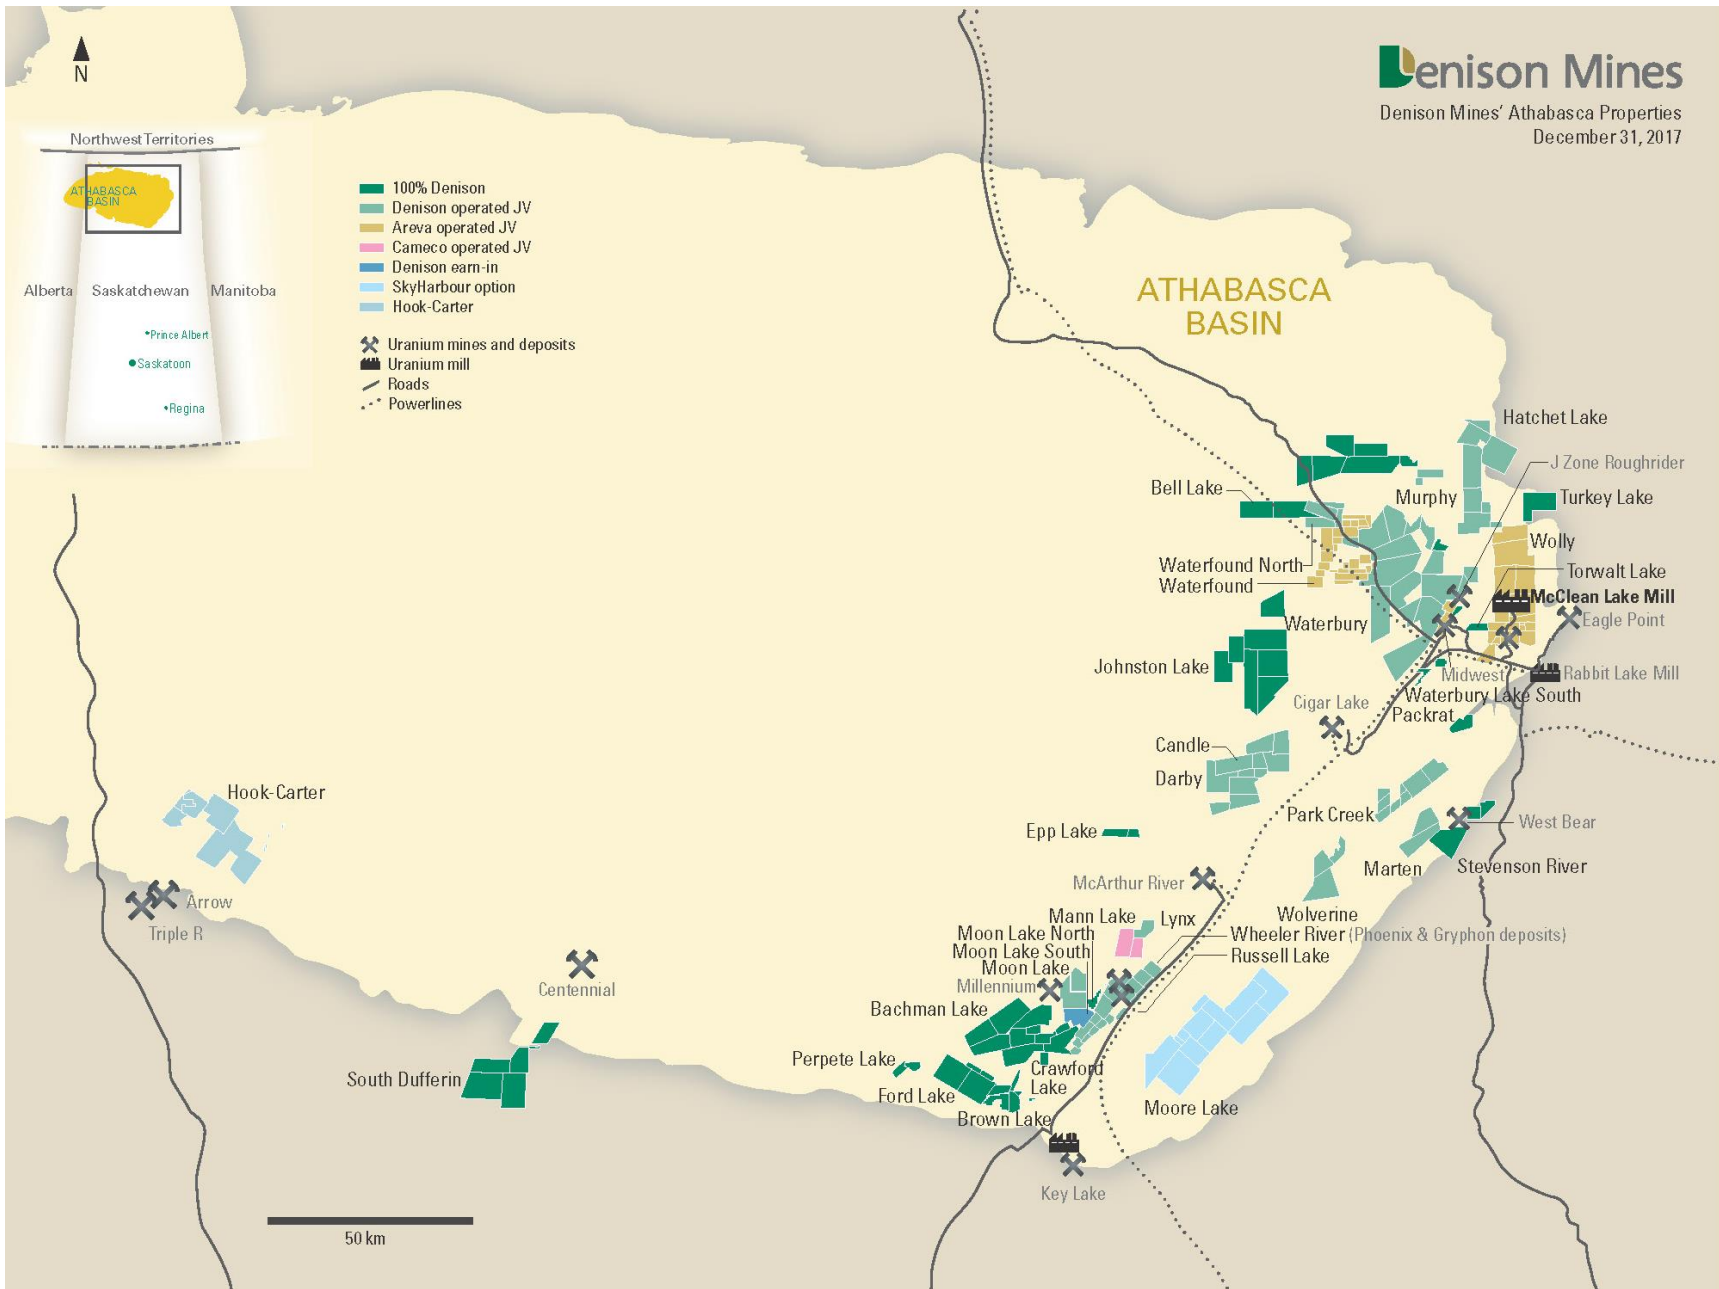 Denison Mines
Denison Mines' Athabasca Properties
December 31, 2017
N
Northwest Territories
ATHABASCA
BASIN
Alberta
Saskatchewan
Manitoba
Prince Albert
Saskatoon
Regina
100% Denison
Denison operated JV
Areva operated JV
Cameco operated JV
Denison earn-in
SkyHarbour option
Hook-Carter
Uranium mines and deposits
Uranium mill
Roads
Powerlines
ATHABASCA
BASIN
Hatchet Lake
J Zone Roughrider
Bell Lake
Murphy
Turkey Lake
Wolly
Waterfound North
Torwalt Lake
Waterfound
McClean Lake Mill
Waterbury
Eagle Point
Johnston Lake
Midwest
Rabbit Lake Mill
Waterbury Lake South
Cigar Lake
Packrat
Candle
Darby
Hook-Carter
Park Creek
West Bear
Epp Lake
Marten
Stevenson River
McArthur River
Arrow
Triple R
Wolverine
Mann Lake
Lynx
Moon Lake North
Wheeler River (Phoenix & Gryphon deposits)
Moon Lake South
Russell Lake
Moon Lake
Millennium
Centennial
Bachman Lake
Perpete Lake
Crawford
Lake
South Dufferin
Ford Lake
Moore Lake
Brown Lake
Key Lake
50 km